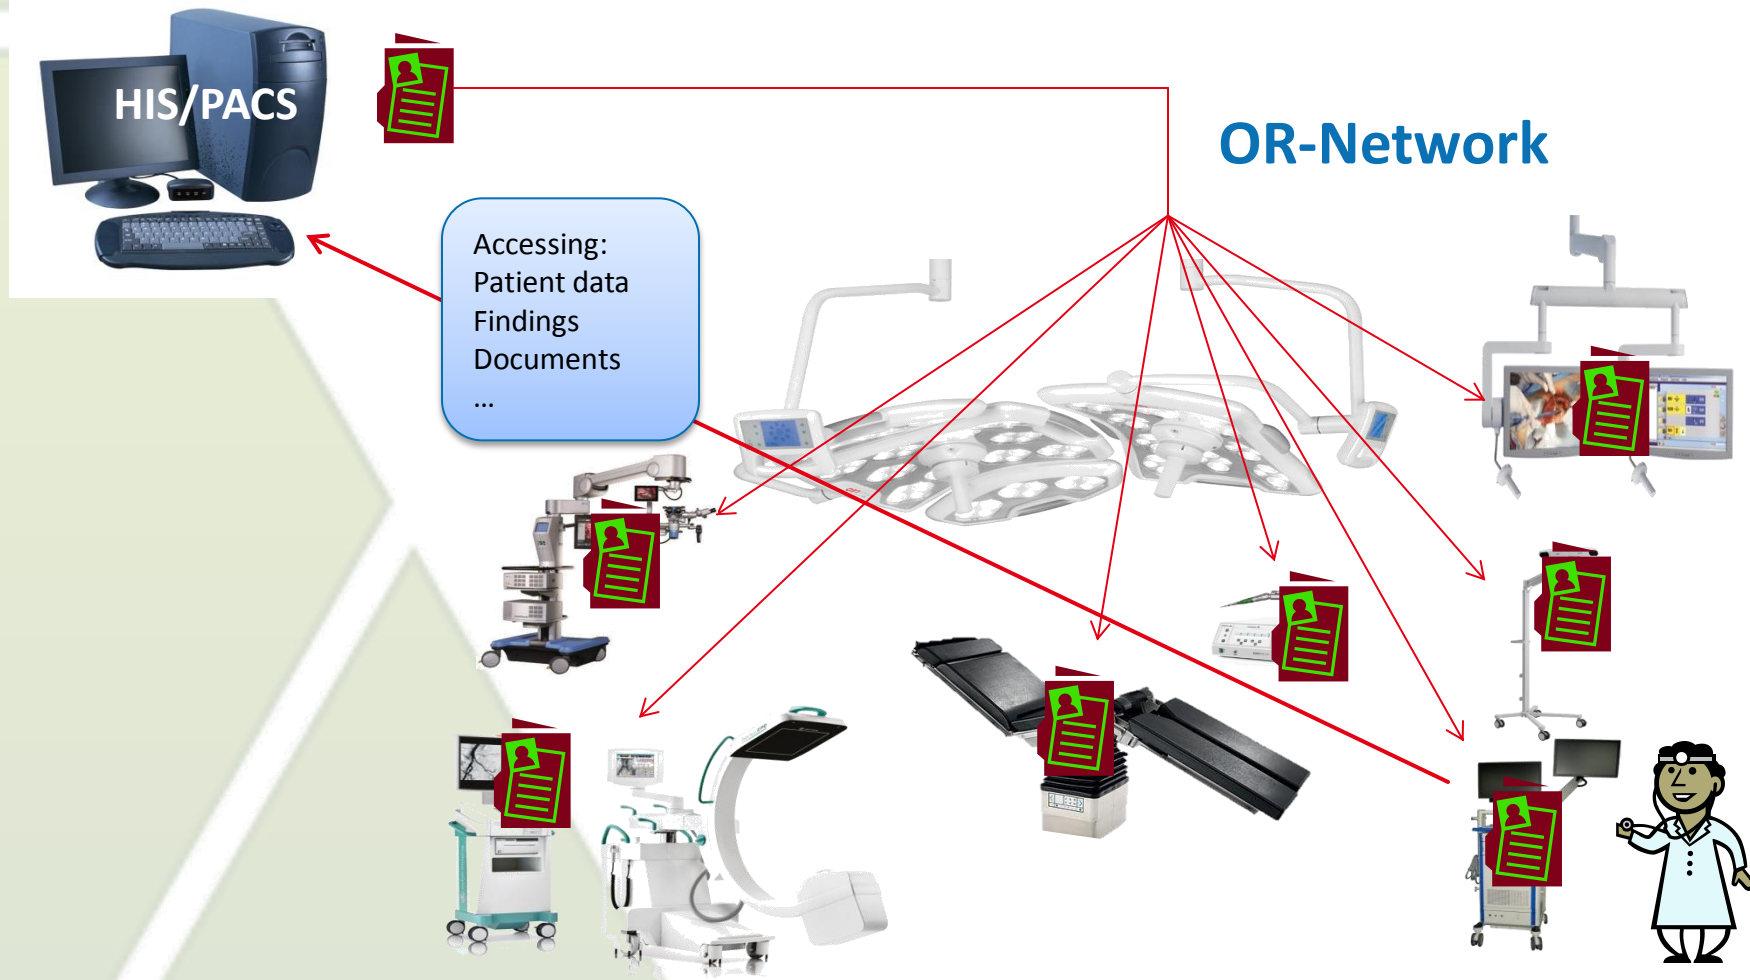 HIS/PACS
OR-Network
Accessing:
Patient data
Findings
Documents
...